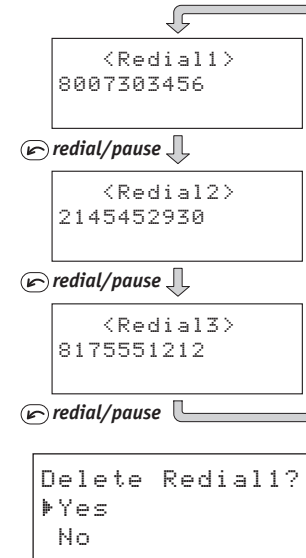 <Redial1>
8007303456
redial/pause
<Redial2>
2145452930
redial/pause
<Redial3>
8175551212
redial/pause
Delete Redial1?
Yes
No